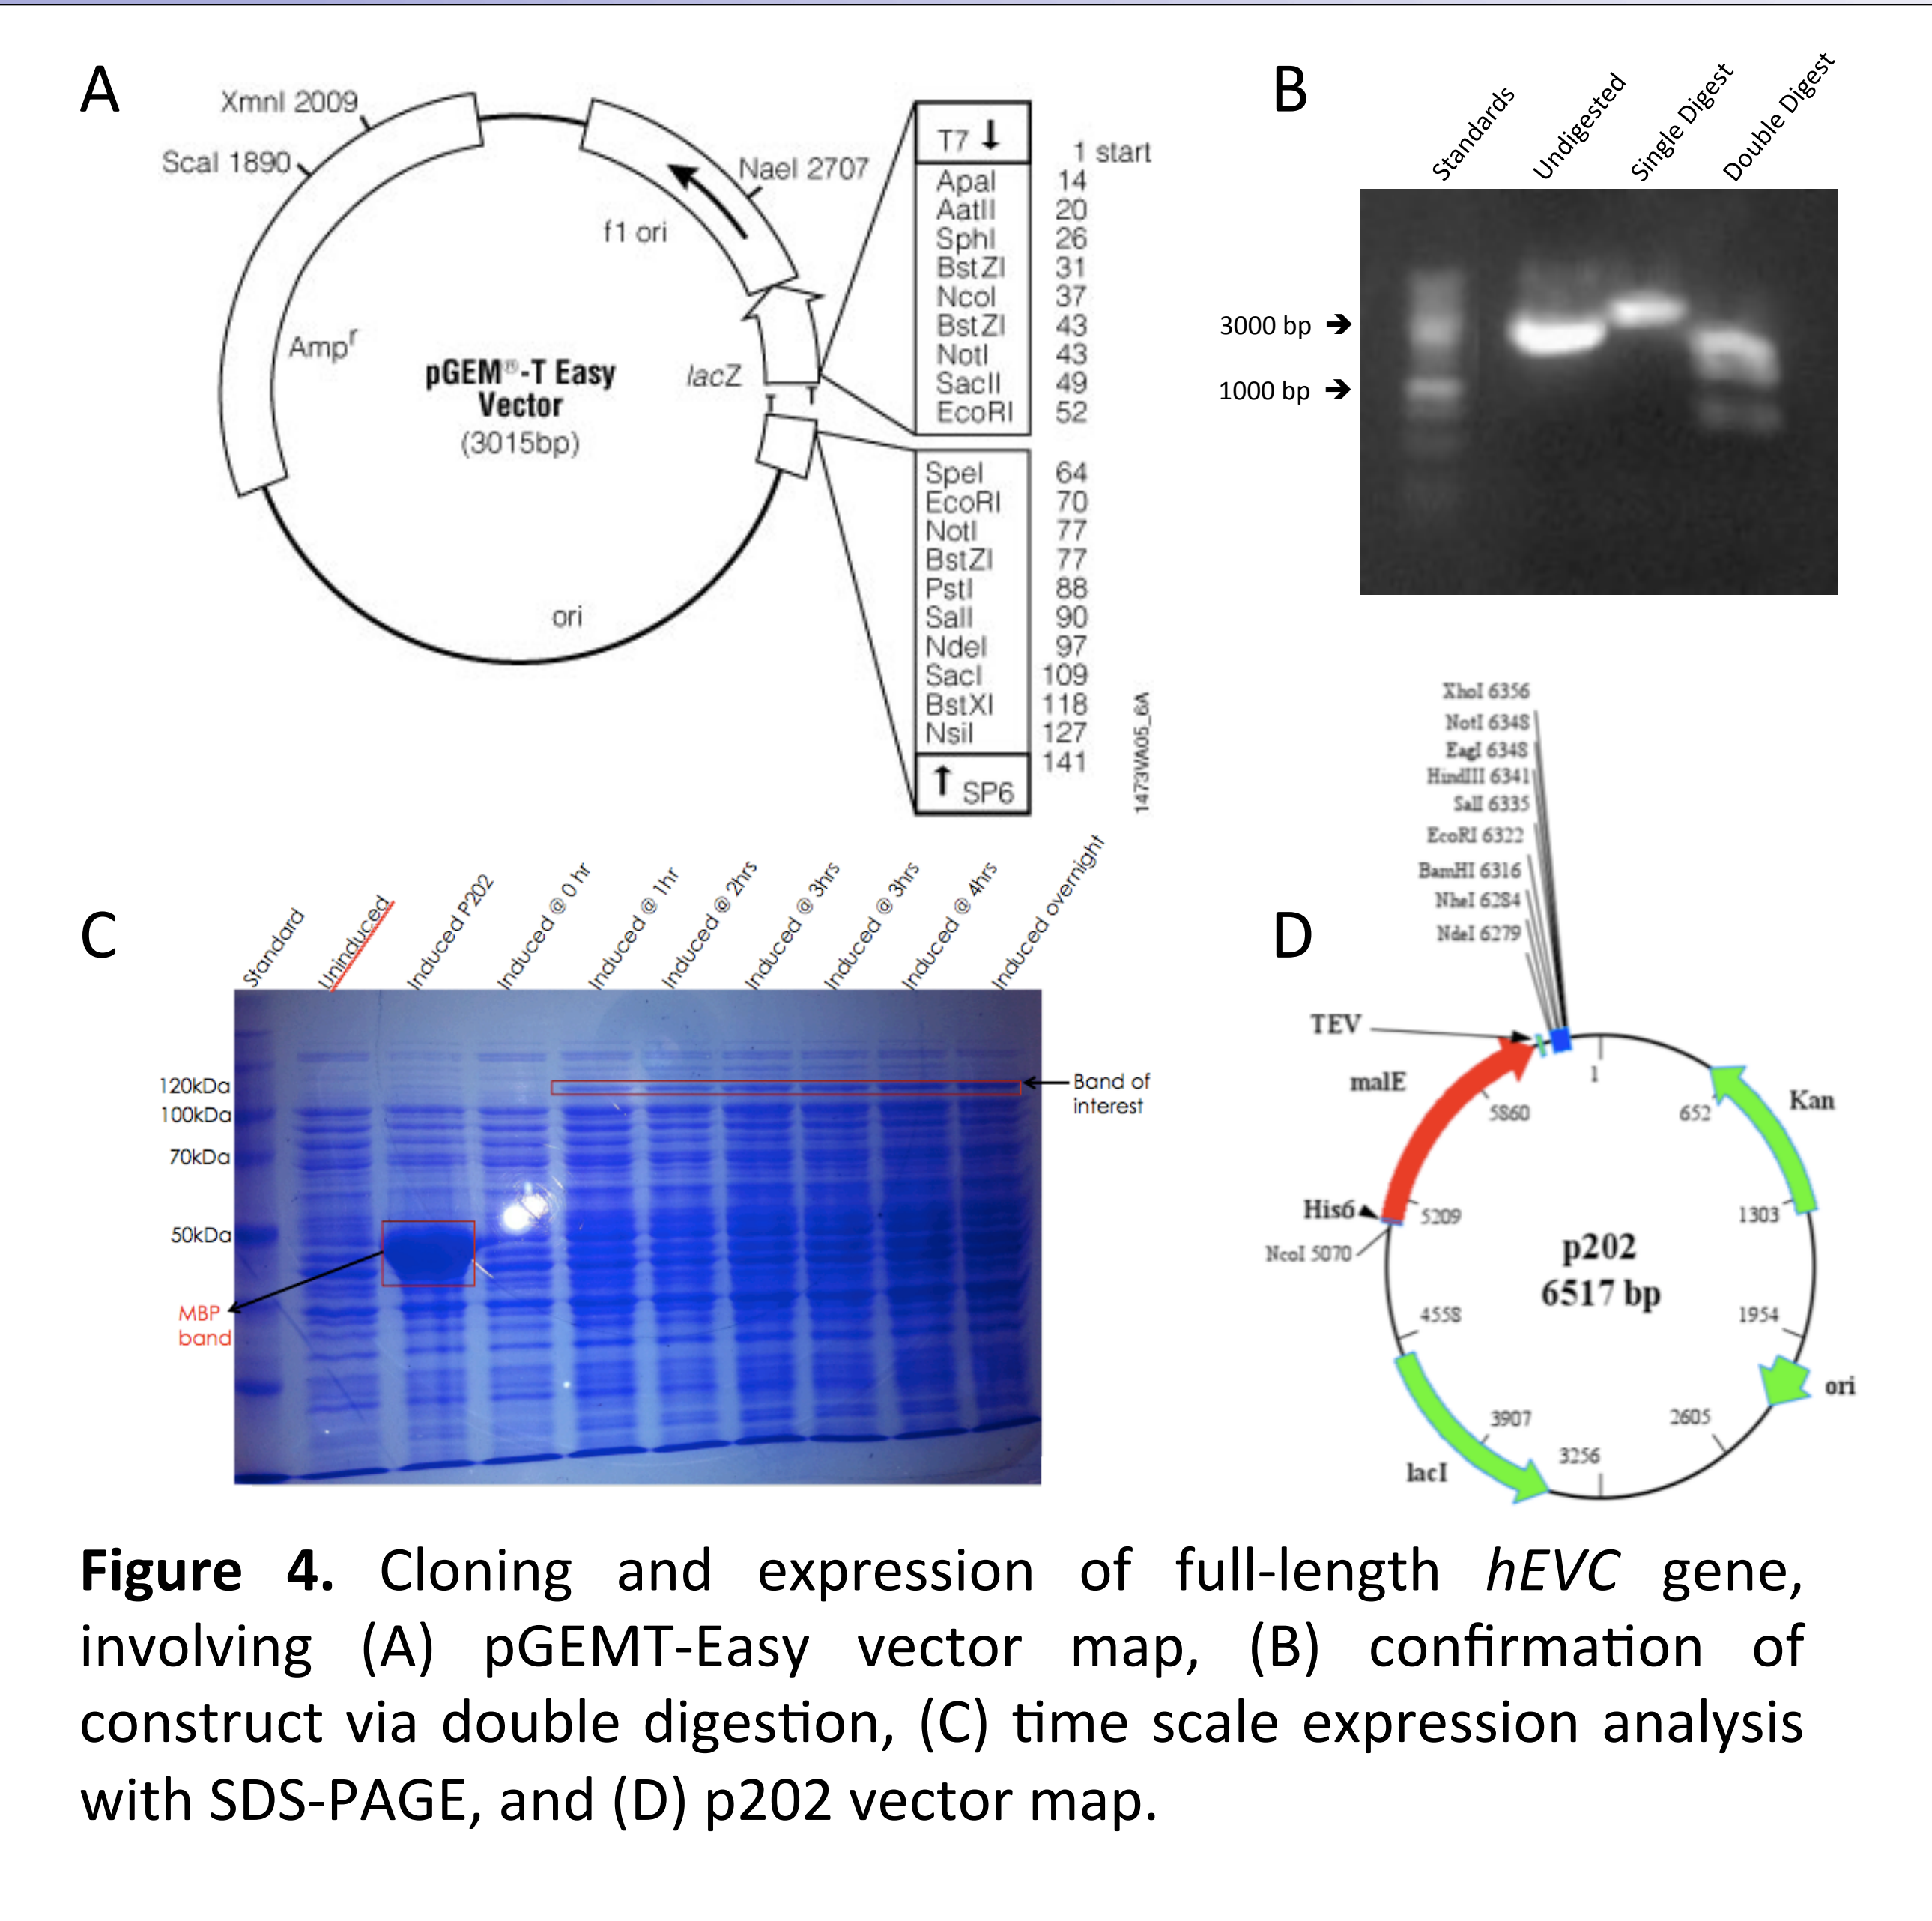 A
XmnI 2009
ScaI 1890
NaeI 2707
f1 ori
Ampr
pGEM®-T Easy
Vector
(3015bp)
lacZ
T T
ori
T7 ↓
1 start
ApaI 14
AatII 20
SphI 26
BstZI 31
NcoI 37
BstZI 43
NotI 43
SacII 49
EcoRI 52
SpeI 64
EcoRI 70
NotI 77
BstZI 77
PstI 88
SalI 90
NdeI 97
SacI 109
BstXI 118
NsiI 127
141
↑ SP6
1473VA05_6A
B
Standards
Undigested
Single Digest
Double Digest
3000 bp →
1000 bp →
C
Standard
Uninduced
Induced P202
Induced @ 0 hr
Induced @ 1hr
Induced @ 2hrs
Induced @ 3hrs
Induced @ 3hrs
Induced @ 4hrs
Induced overnight
120kDa
100kDa
70kDa
50kDa
MBP
band
Band of
interest
D
XhoI 6356
NotI 6348
EagI 6348
HindIII 6341
SalI 6335
EcoRI 6322
BamHI 6316
NheI 6284
NdeI 6279
TEV
malE
His6
NcoI 5070
1
652
Kan
1303
1954
ori
2605
3256
3907
lacI
4558
5209
5860
p202
6517 bp
Figure 4. Cloning and expression of full-length hEVC gene,
involving (A) pGEMT-Easy vector map, (B) confirmation of
construct via double digestion, (C) time scale expression analysis
with SDS-PAGE, and (D) p202 vector map.